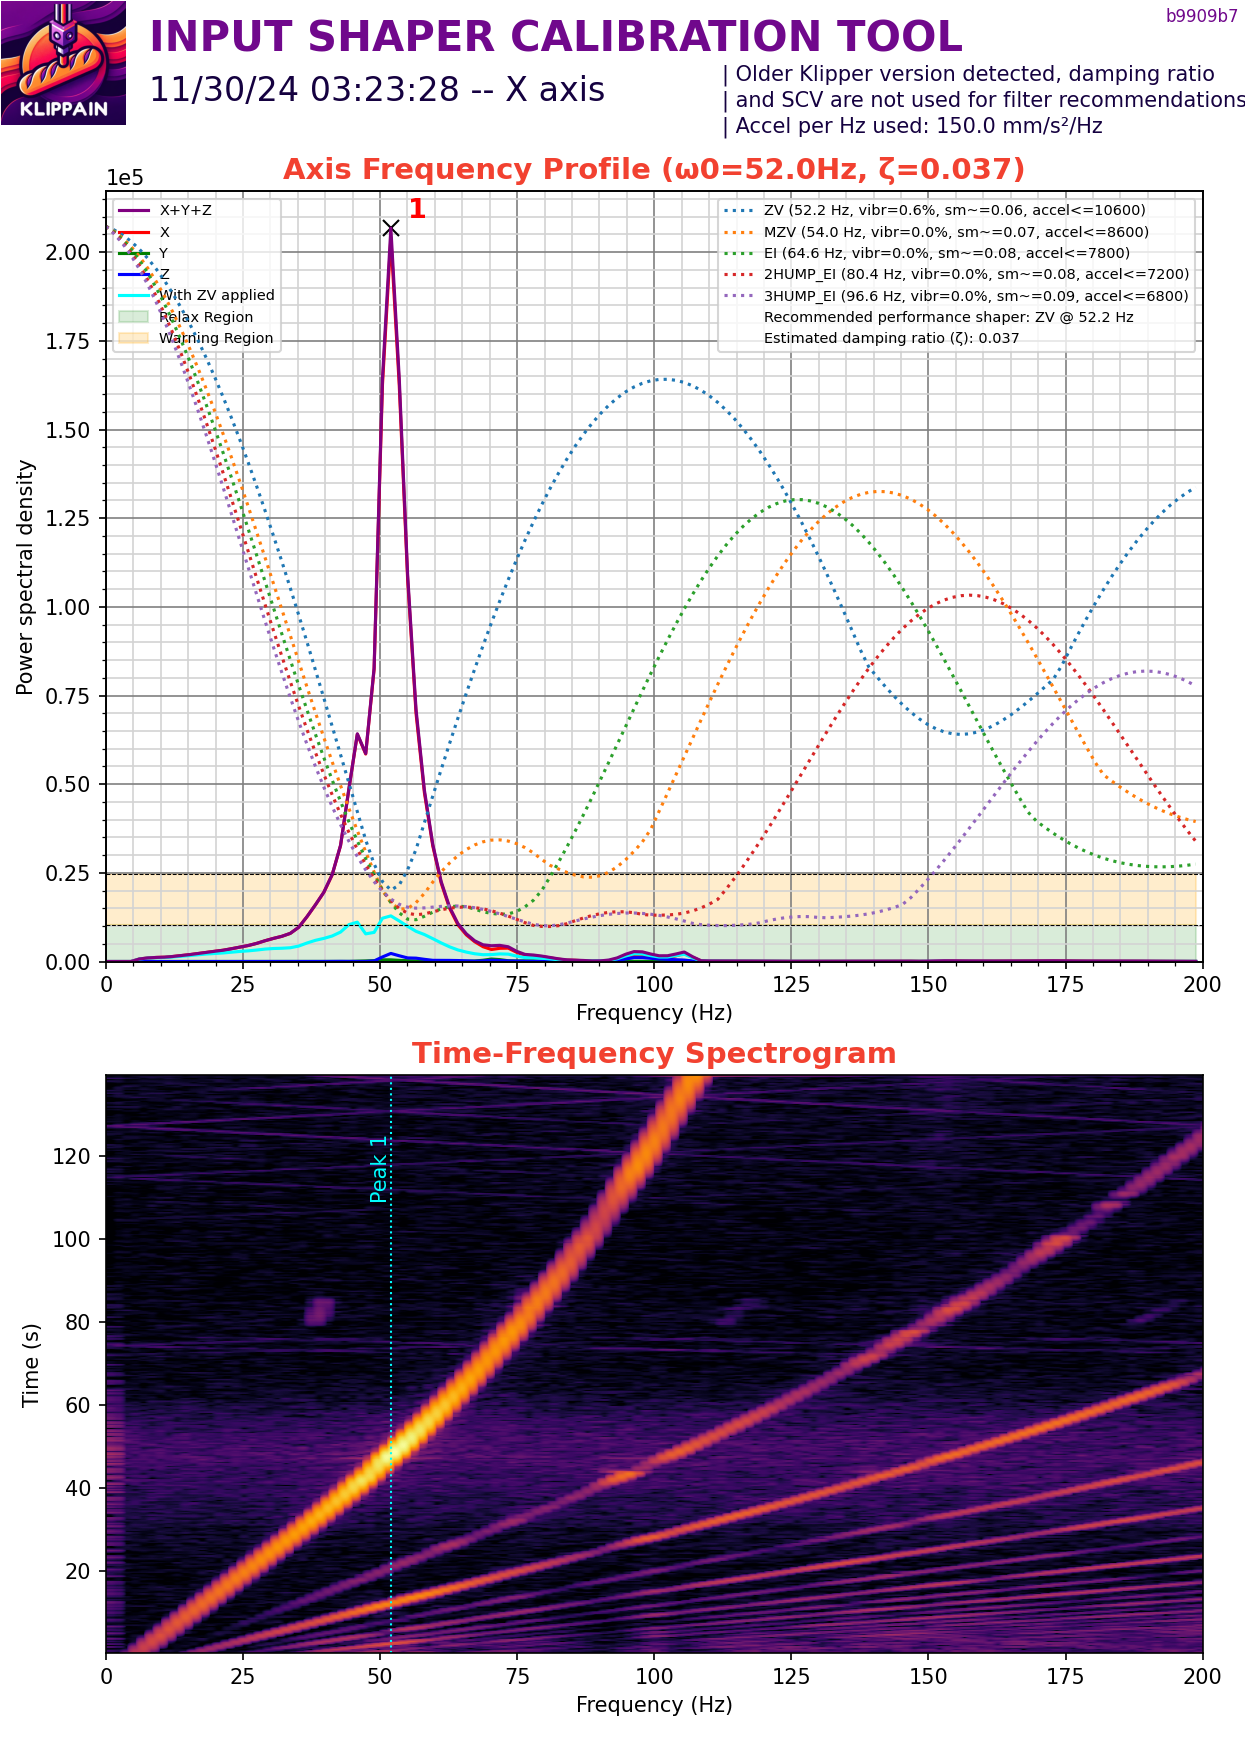 b9909b7
INPUT SHAPER CALIBRATION TOOL
11/30/24 03:23:28 -- X axis
| Older Klipper version detected, damping ratio
| and SCV are not used for filter recommendations
| Accel per Hz used: 150.0 mm/s²/Hz
KLIPPAIN
Axis Frequency Profile (ω0=52.0Hz, ζ=0.037)
1e5
1
X+Y+Z
X
Y
Z
With ZV applied
Relax Region
Warning Region
ZV (52.2 Hz, vibr=0.6%, sm~=0.06, accel<=10600)
MZV (54.0 Hz, vibr=0.0%, sm~=0.07, accel<=8600)
EI (64.6 Hz, vibr=0.0%, sm~=0.08, accel<=7800)
2HUMP_EI (80.4 Hz, vibr=0.0%, sm~=0.08, accel<=7200)
3HUMP_EI (96.6 Hz, vibr=0.0%, sm~=0.09, accel<=6800)
Recommended performance shaper: ZV @ 52.2 Hz
Estimated damping ratio (ζ): 0.037
Power spectral density
2.00
1.75
1.50
1.25
1.00
0.75
0.50
0.25
0.00
0 25 50 75 100 125 150 175 200
Frequency (Hz)
Time-Frequency Spectrogram
Peak 1
Time (s)
120
100
80
60
40
20
0 25 50 75 100 125 150 175 200
Frequency (Hz)